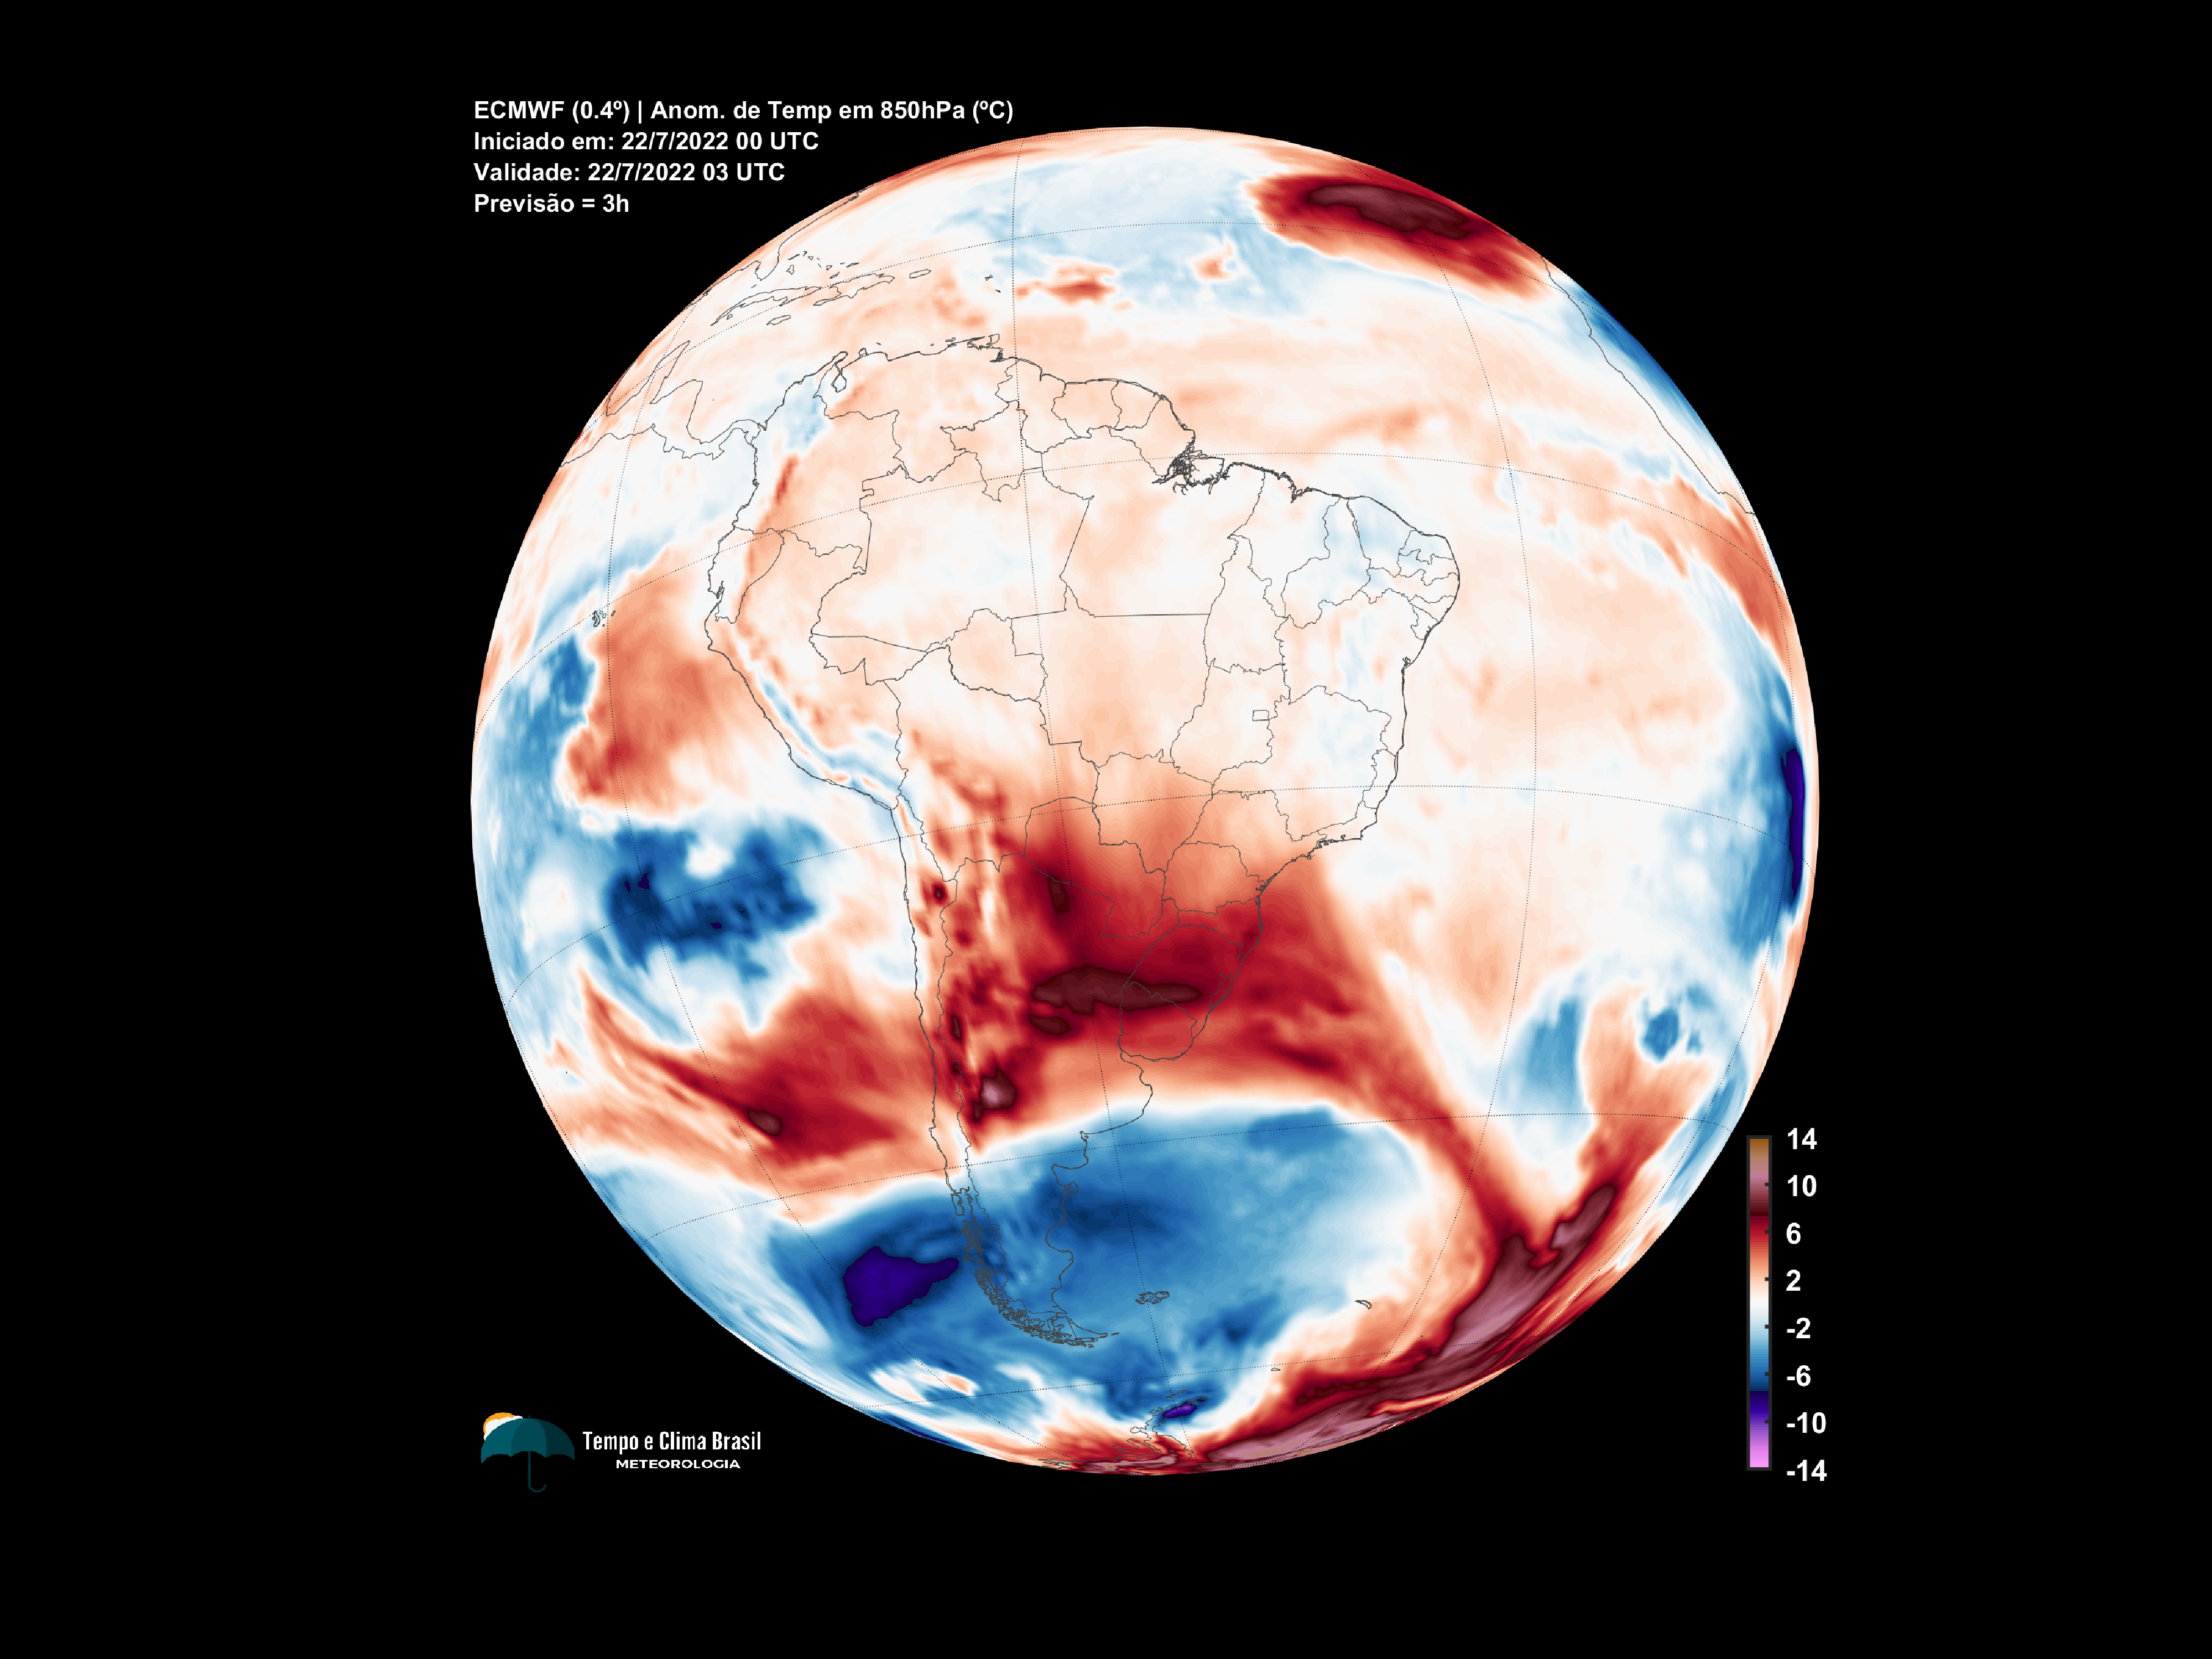 ECMWF (0.4º) | Anom. de Temp em 850hPa (ºC)
Iniciado em: 22/7/2022 00 UTC
Validade: 22/7/2022 03 UTC
Previsão = 3h
14
10
6
2
-2
-6
-10
-14
Tempo e Clima Brasil
METEOROLOGIA